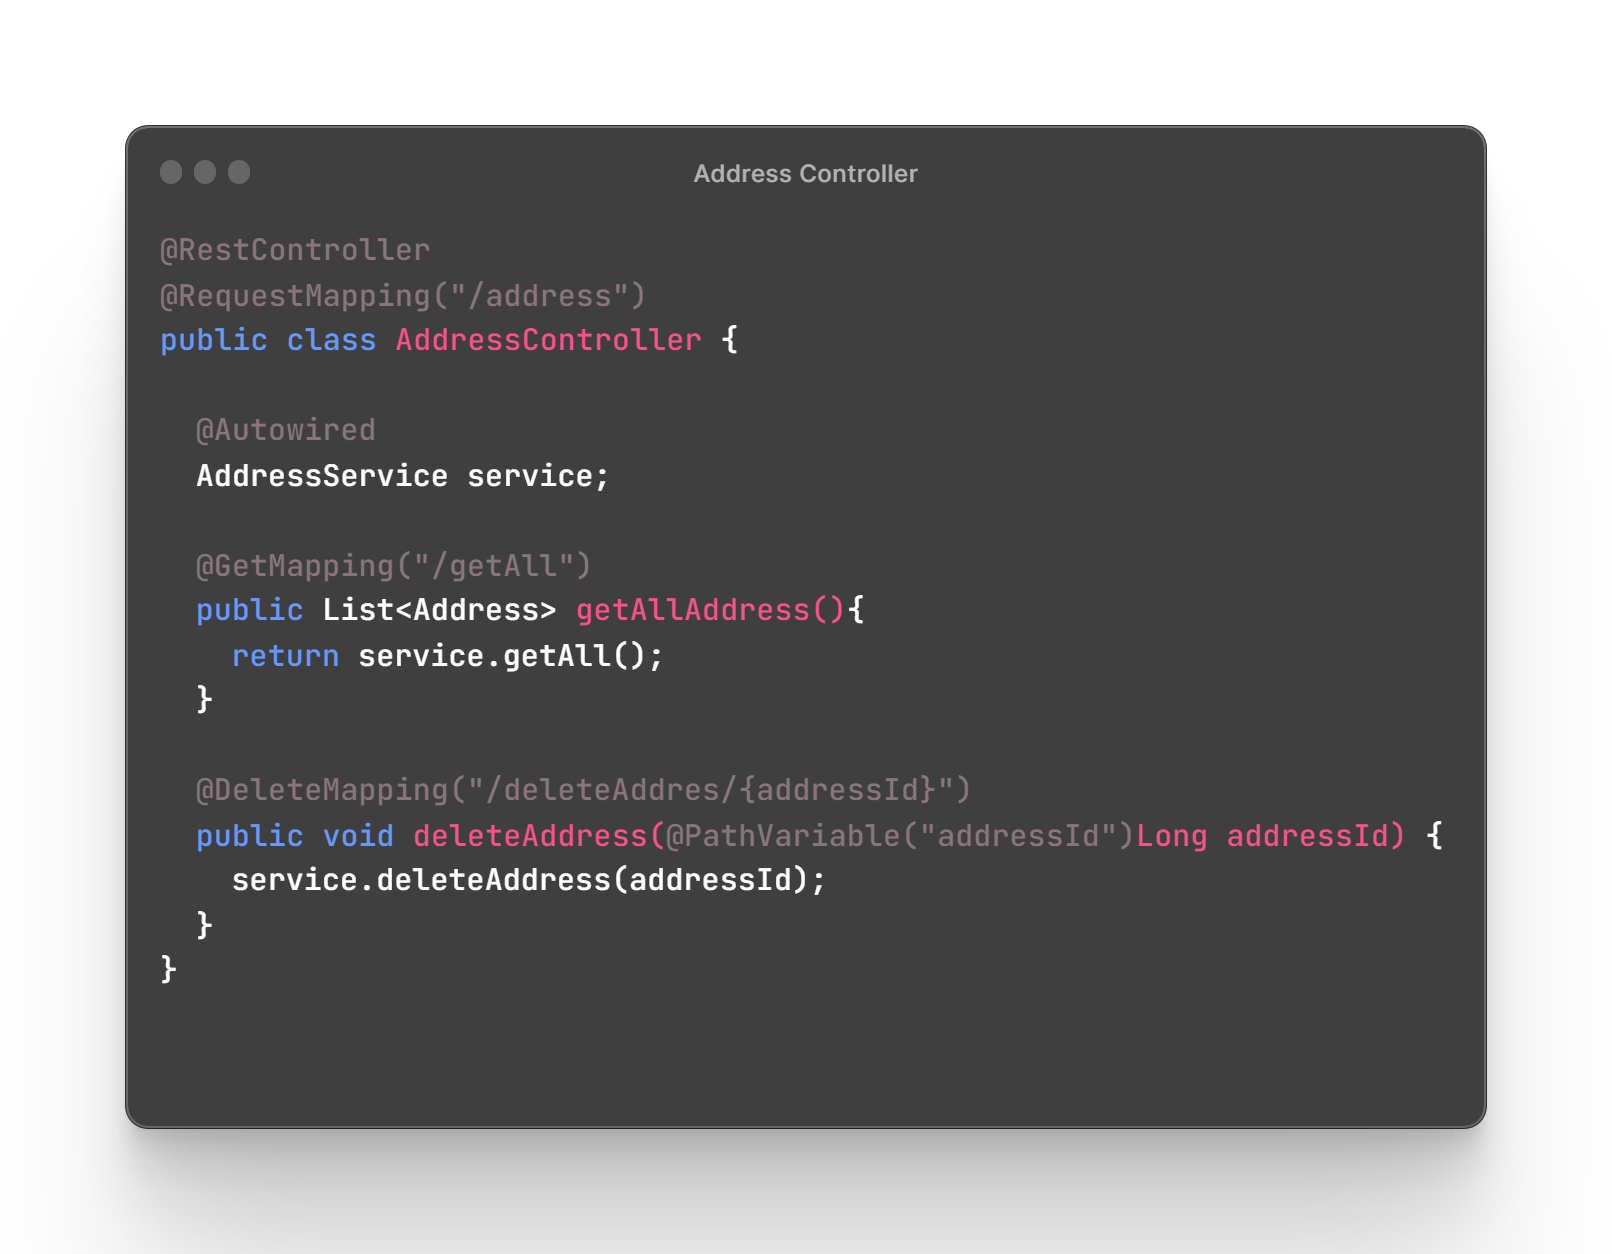 Address Controller
@RestController
@RequestMapping("/address")
public class AddressController {
@Autowired
AddressService service;
@GetMapping("/getAll")
public List<Address> getAllAddress(){
return service.getAll();
}
@DeleteMapping("/deleteAddres/{addressId}")
public void deleteAddress(@PathVariable("addressId")Long addressId) {
service.deleteAddress(addressId);
}
}